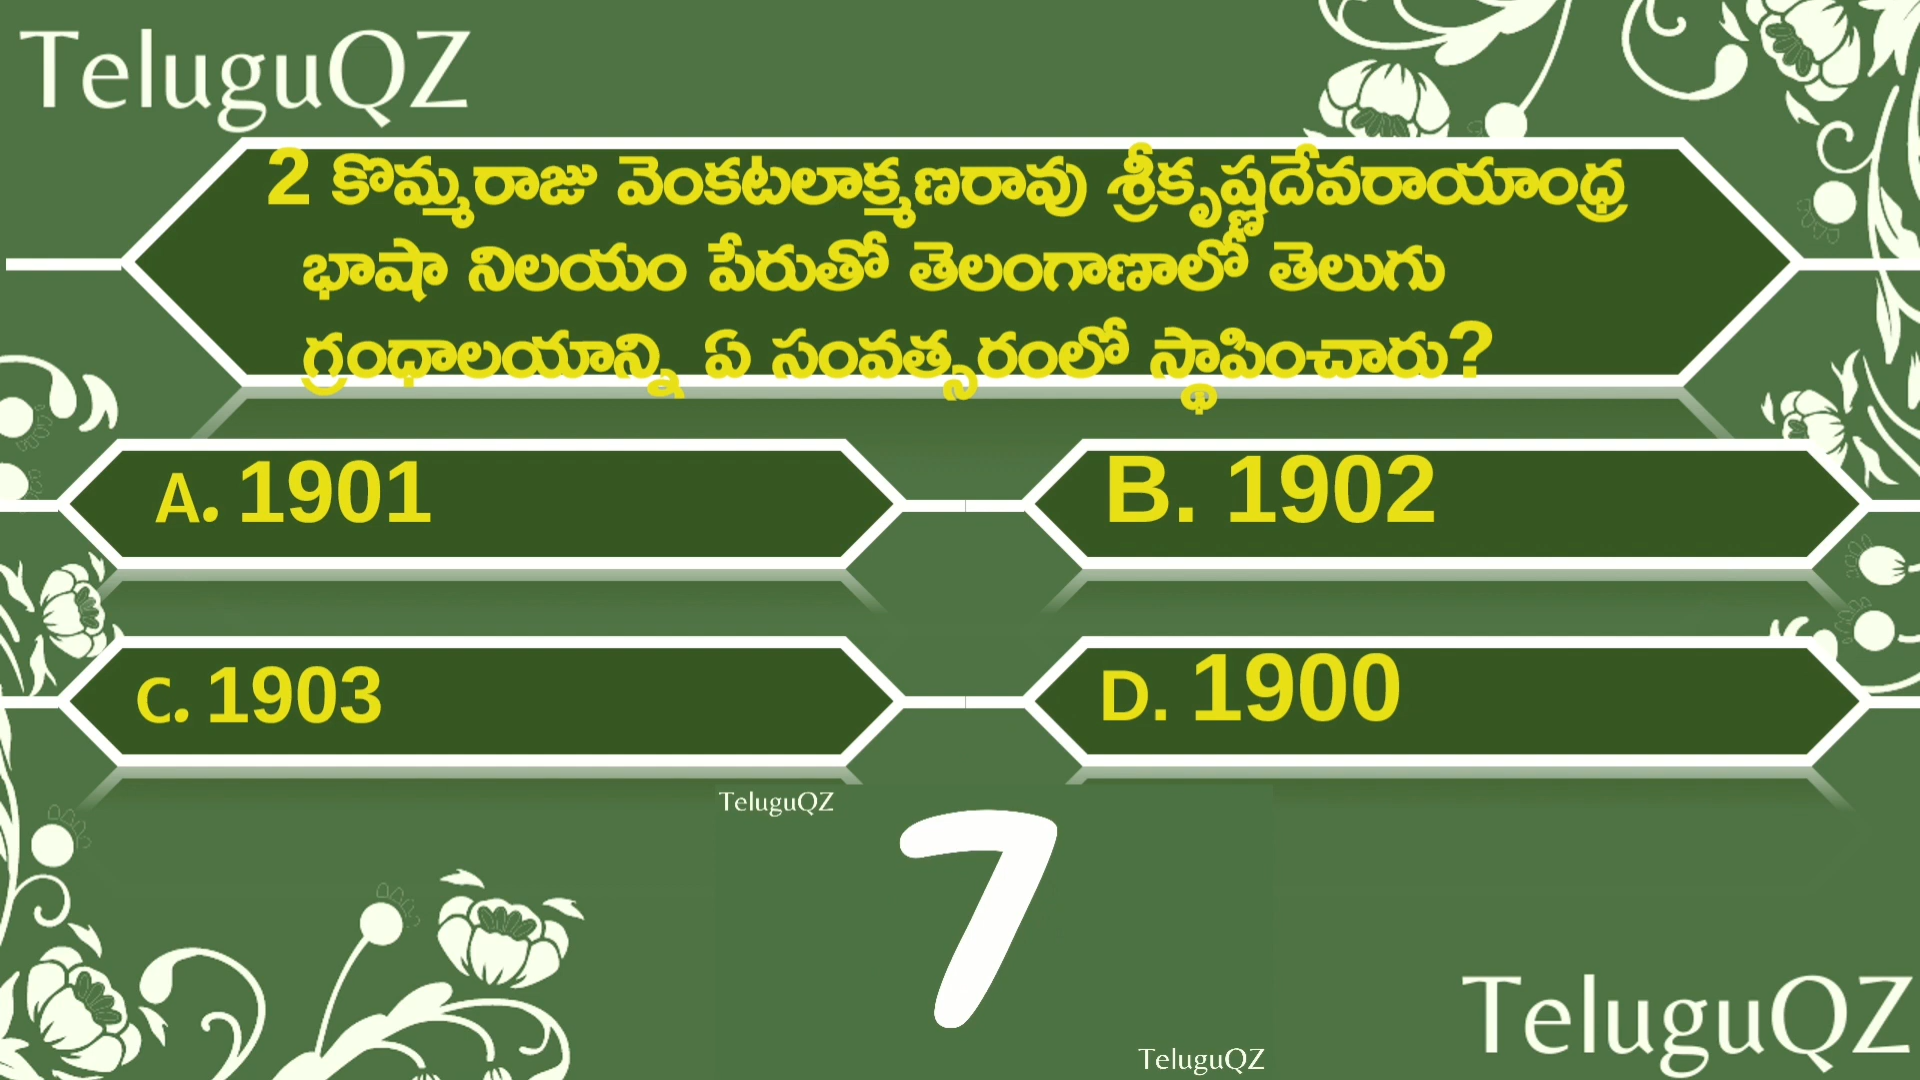 TeluguQZ
2 కొమ్మరాజు వెంకటలాక్మణరావు శ్రీకృష్ణదేవరాయాంధ్ర
భాషా నిలయం పేరుతో తెలంగాణాలో తెలుగు
గ్రంధాలయాన్ని ఏ సంవత్సరంలో స్థాపించారు?
A. 1901
B. 1902
C. 1903
D. 1900
TeluguQZ
7
TeluguQZ
TeluguQZ